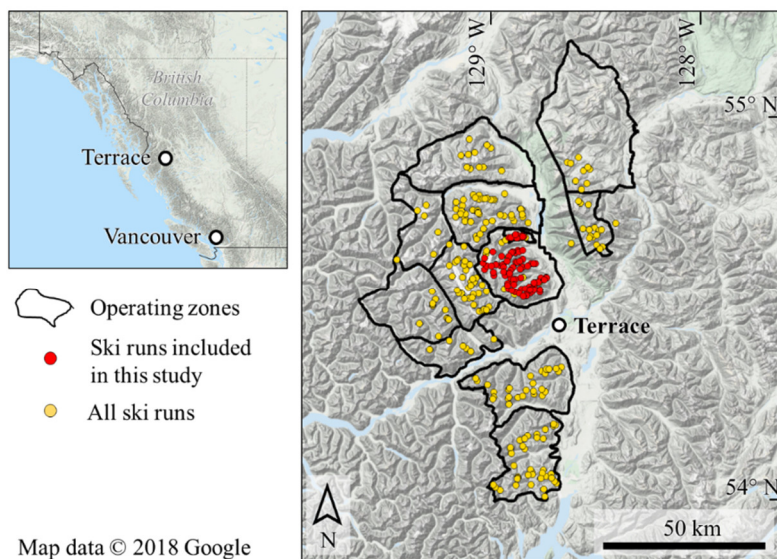 British
Columbia
Terrace
Vancouver
Operating zones
Ski runs included
in this study
All ski runs
Map data © 2018 Google
129° W
128° W
55° N
Terrace
54° N
N
50 km